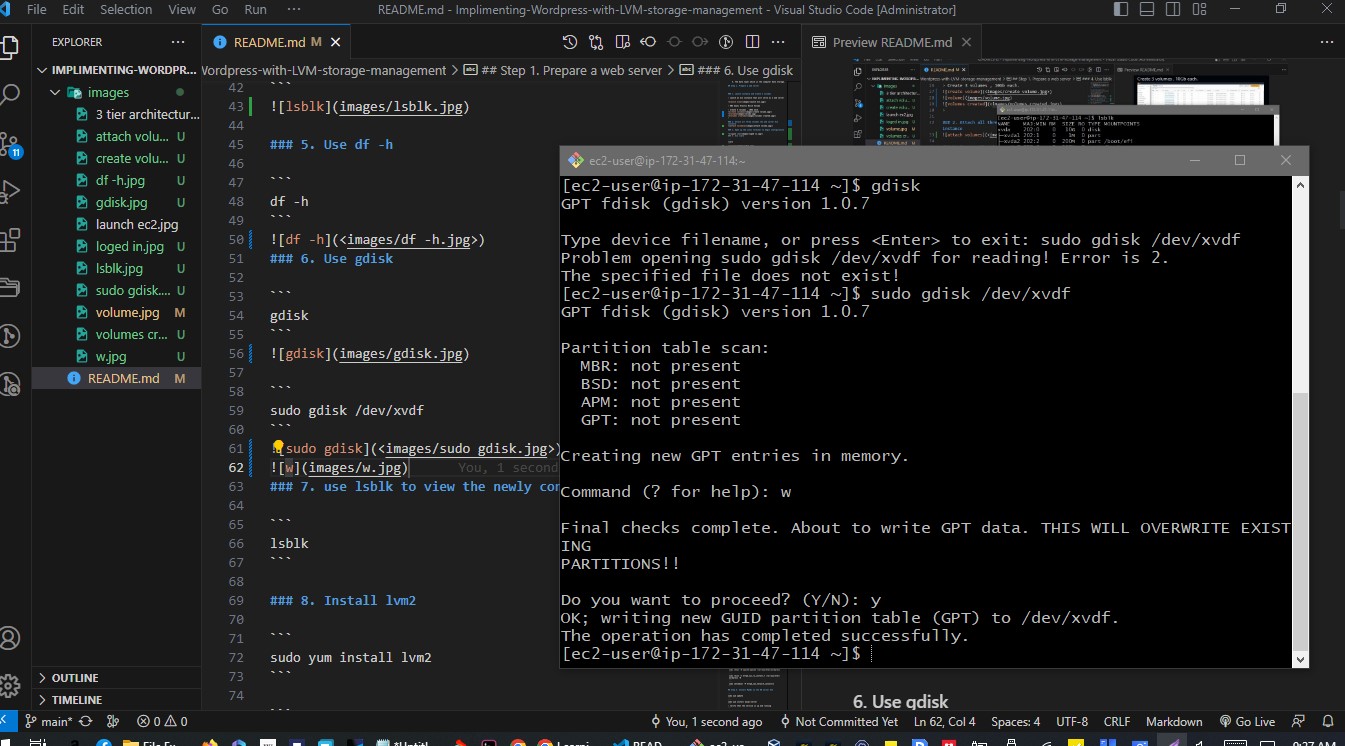 File Edit Selection View Go Run ··· README.md - Implimenting-Wordpress-with-LVM-storage-management - Visual Studio Code [Administrator]
EXPLORER ···
README.md M
Preview README.md
IMPLIMENTING-WORDPR...
Wordpress-with-LVM-storage-management > ## Step 1. Prepare a web server > ### 6. Use gdisk
images
3 tier architectur...
attach volu... U
create volu... U
df -h.jpg U
gdisk.jpg U
launch ec2.jpg
loged in.jpg U
lsblk.jpg U
sudo gdisk.... U
volume.jpg M
volumes cr... U
w.jpg U
README.md M
OUTLINE
TIMELINE
11
42 ```
43 ![lsblk](images/lsblk.jpg)
44
45 ### 5. Use df -h
46
47 ```
48 df -h
49 ```
50 ![df -h](<images/df -h.jpg>)
51 ### 6. Use gdisk
52
53 ```
54 gdisk
55 ```
56 ![gdisk](images/gdisk.jpg)
57
58 ```
59 sudo gdisk /dev/xvdf
60 ```
61 ![sudo gdisk](<images/sudo gdisk.jpg>)
62 ![w](images/w.jpg) You, 1 second
63 ### 7. use lsblk to view the newly con
64
65 ```
66 lsblk
67 ```
68
69 ### 8. Install lvm2
70
71 ```
72 sudo yum install lvm2
73 ```
74
ec2-user@ip-172-31-47-114:~
[ec2-user@ip-172-31-47-114 ~]$ gdisk
GPT fdisk (gdisk) version 1.0.7
Type device filename, or press <Enter> to exit: sudo gdisk /dev/xvdf
Problem opening sudo gdisk /dev/xvdf for reading! Error is 2.
The specified file does not exist!
[ec2-user@ip-172-31-47-114 ~]$ sudo gdisk /dev/xvdf
GPT fdisk (gdisk) version 1.0.7
Partition table scan:
MBR: not present
BSD: not present
APM: not present
GPT: not present
Creating new GPT entries in memory.
Command (? for help): w
Final checks complete. About to write GPT data. THIS WILL OVERWRITE EXIST
ING
PARTITIONS!!
Do you want to proceed? (Y/N): y
OK; writing new GUID partition table (GPT) to /dev/xvdf.
The operation has completed successfully.
[ec2-user@ip-172-31-47-114 ~]$
6. Use gdisk
main* 0 0 You, 1 second ago Not Committed Yet Ln 62, Col 4 Spaces: 4 UTF-8 CRLF Markdown Go Live